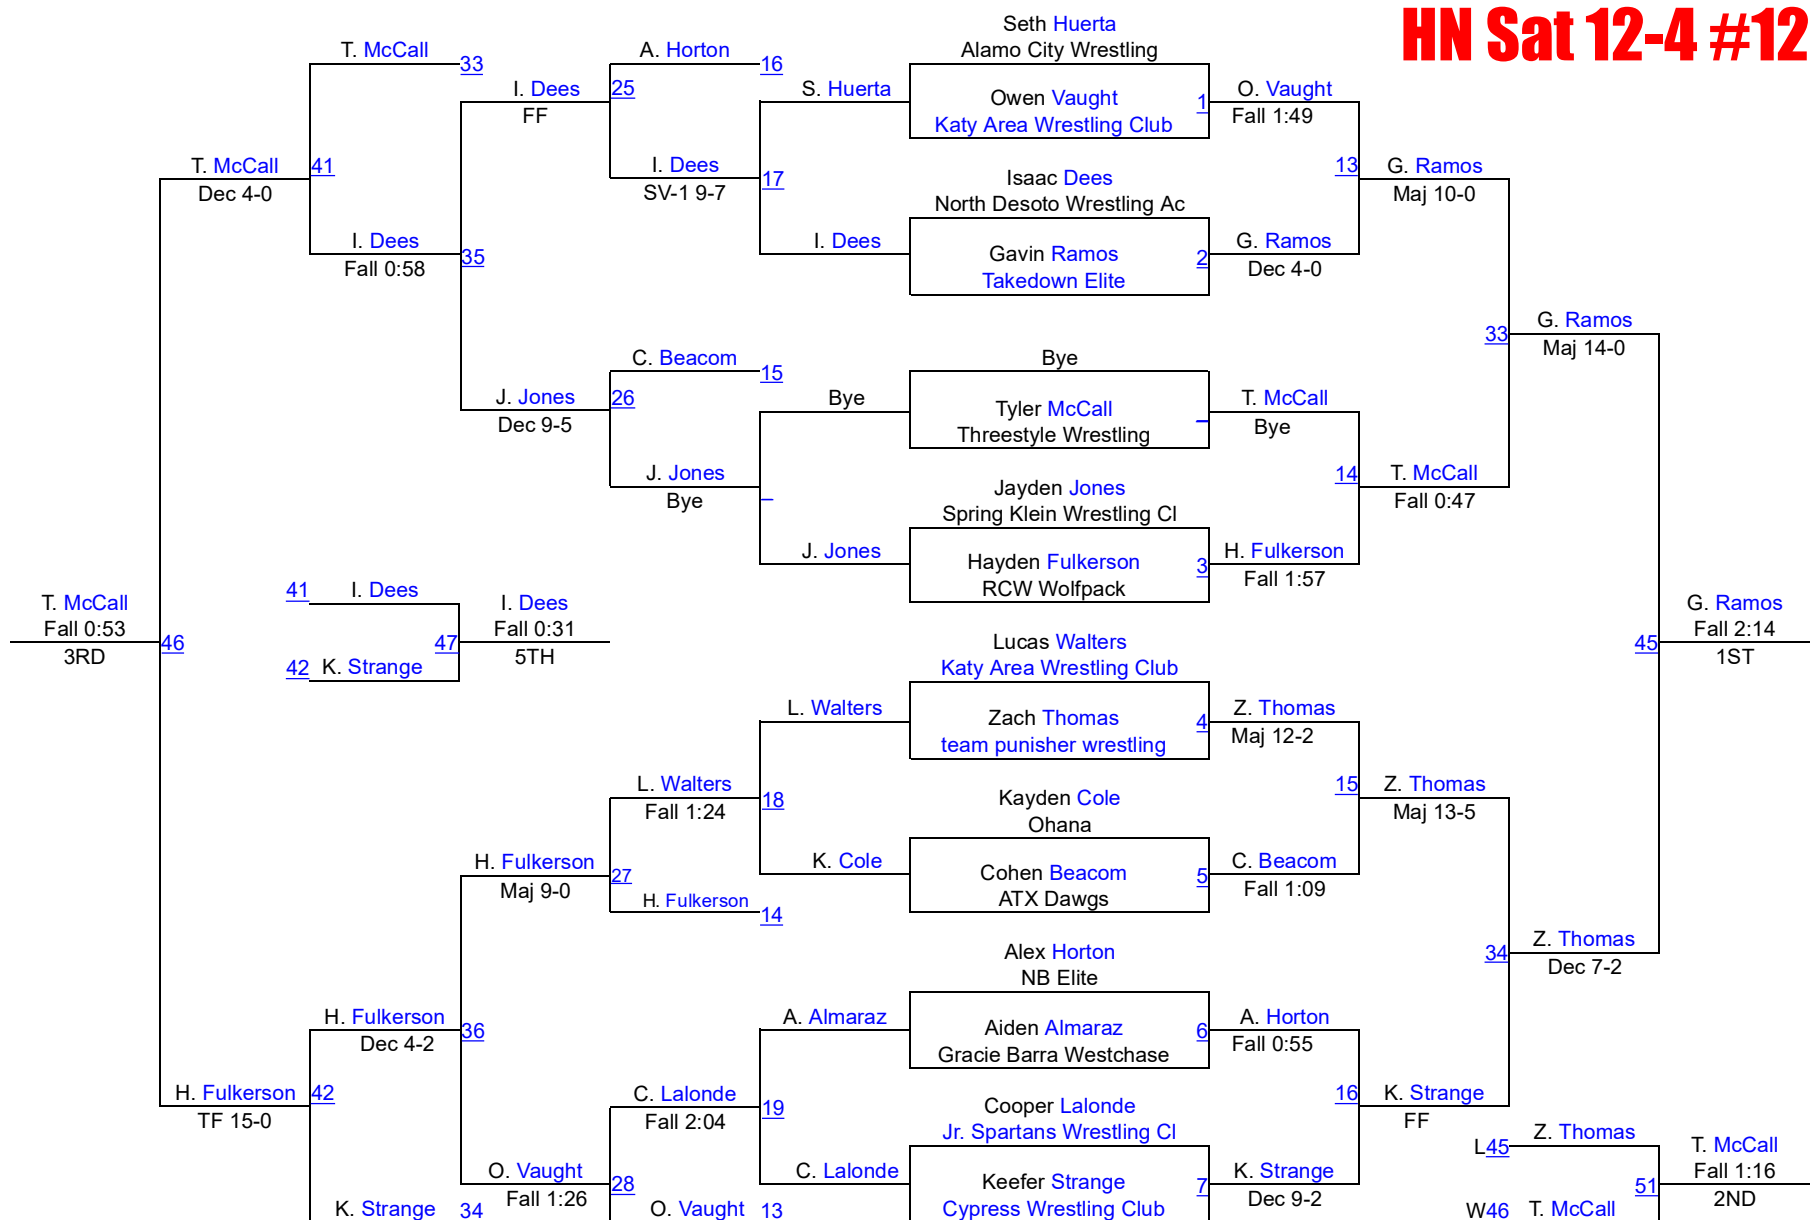 HN Sat 12-4 #12
Seth Huerta
T. McCall
A. Horton
Alamo City Wrestling
33
16
I. Dees
25
S. Huerta
Owen Vaught
1
O. Vaught
FF
Katy Area Wrestling Club
Fall 1:49
T. McCall
41
I. Dees
17
Isaac Dees
13
G. Ramos
Dec 4-0
SV-1 9-7
North Desoto Wrestling Ac
Maj 10-0
I. Dees
35
I. Dees
Gavin Ramos
2
G. Ramos
Fall 0:58
Takedown Elite
Dec 4-0
33
G. Ramos
Maj 14-0
C. Beacom
15
Bye
J. Jones
26
Bye
Tyler McCall
T. McCall
Dec 9-5
Threestyle Wrestling
Bye
J. Jones
Jayden Jones
14
T. McCall
Bye
Spring Klein Wrestling Cl
Fall 0:47
J. Jones
Hayden Fulkerson
3
H. Fulkerson
RCW Wolfpack
Fall 1:57
41
I. Dees
T. McCall
I. Dees
G. Ramos
Fall 0:53
46
47
Fall 0:31
45
Fall 2:14
3RD
5TH
1ST
42
K. Strange
Lucas Walters
Katy Area Wrestling Club
L. Walters
Zach Thomas
4
Z. Thomas
team punisher wrestling
Maj 12-2
L. Walters
18
Kayden Cole
15
Z. Thomas
Fall 1:24
Ohana
Maj 13-5
H. Fulkerson
27
K. Cole
Cohen Beacom
5
C. Beacom
Maj 9-0
ATX Dawgs
Fall 1:09
H. Fulkerson
14
34
Z. Thomas
Dec 7-2
Alex Horton
NB Elite
H. Fulkerson
36
A. Almaraz
Aiden Almaraz
6
A. Horton
Dec 4-2
Gracie Barra Westchase
Fall 0:55
H. Fulkerson
42
C. Lalonde
19
Cooper Lalonde
16
K. Strange
TF 15-0
Fall 2:04
Jr. Spartans Wrestling Cl
FF
O. Vaught
28
C. Lalonde
Keefer Strange
7
K. Strange
Fall 1:26
Cypress Wrestling Club
Dec 9-2
K. Strange
34
O. Vaught
13
L45
Z. Thomas
T. McCall
51
Fall 1:16
2ND
W46
T. McCall